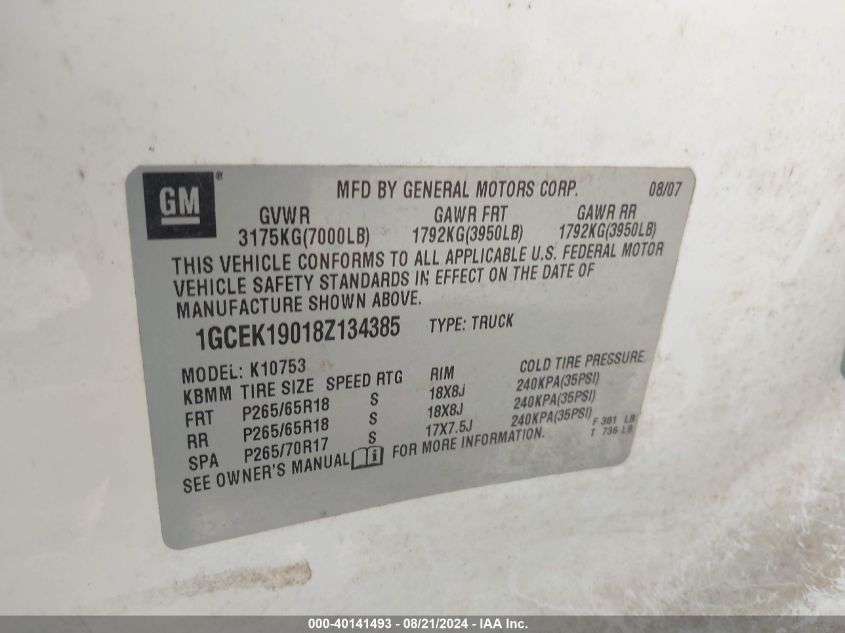 GM®
MFD BY GENERAL MOTORS CORP. 08/07
GVWR GAWR FRT GAWR RR
3175KG(7000LB) 1792KG(3950LB) 1792KG(3950LB)
THIS VEHICLE CONFORMS TO ALL APPLICABLE U.S. FEDERAL MOTOR
VEHICLE SAFETY STANDARDS IN EFFECT ON THE DATE OF
MANUFACTURE SHOWN ABOVE.
1GCEK19018Z134385 TYPE: TRUCK
MODEL: K10753
KBMM TIRE SIZE SPEED RTG RIM COLD TIRE PRESSURE
FRT P265/65R18 S 18X8J 240KPA(35PSI)
RR P265/65R18 S 18X8J 240KPA(35PSI)
SPA P265/70R17 S 17X7.5J 240KPA(35PSI)
SEE OWNER'S MANUAL FOR MORE INFORMATION.
F 381 LB
T 736 LB
000-40141493 - 08/21/2024 - IAA Inc.